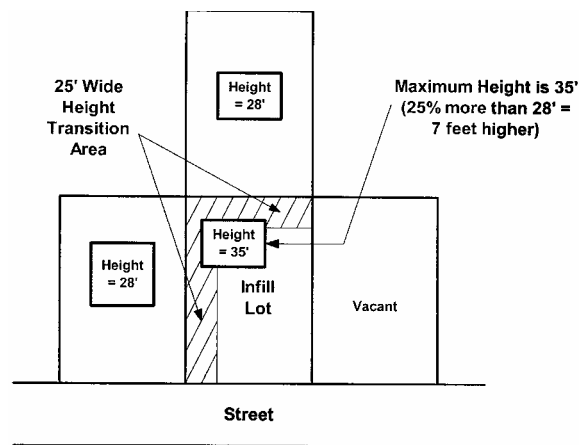 Height
= 28'
25' Wide
Height
Transition
Area
Maximum Height is 35'
(25% more than 28' =
7 feet higher)
Height
= 35'
Height
= 28'
Infill
Lot
Vacant
Street